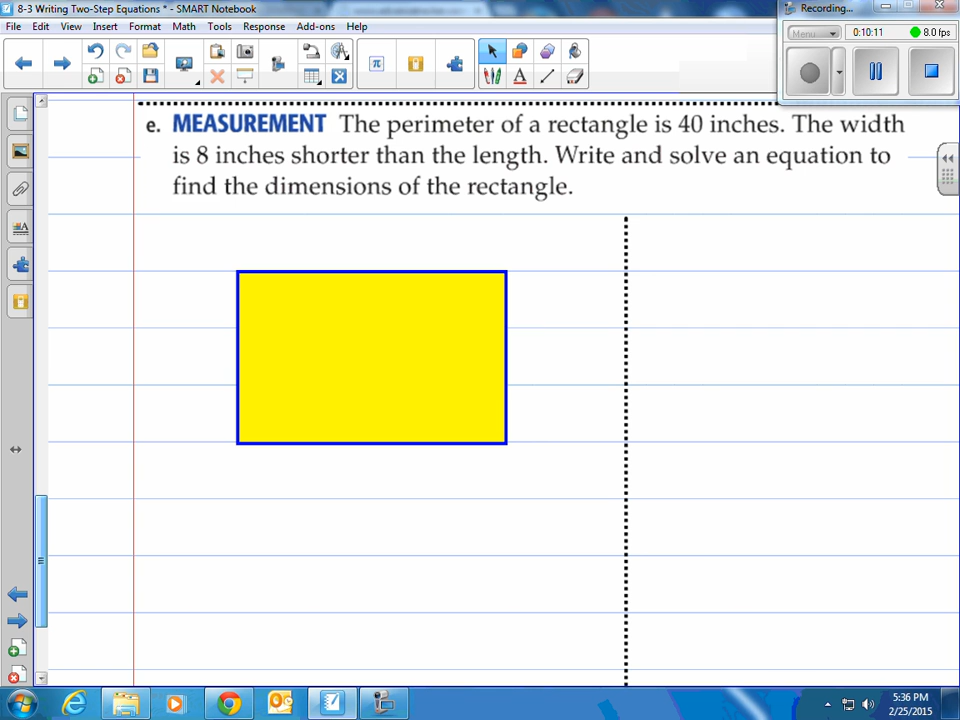 8-3 Writing Two-Step Equations * - SMART Notebook
Recording...
File Edit View Insert Format Math Tools Response Add-ons Help
Menu 0:10:11 8.0 fps
e. MEASUREMENT The perimeter of a rectangle is 40 inches. The width
is 8 inches shorter than the length. Write and solve an equation to
find the dimensions of the rectangle.
5:36 PM
2/25/2015